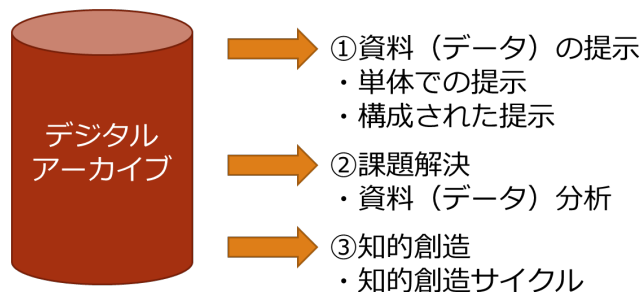 デジタル
アーカイブ
①資料（データ）の提示
・単体での提示
・構成された提示
②課題解決
・資料（データ）分析
③知的創造
・知的創造サイクル